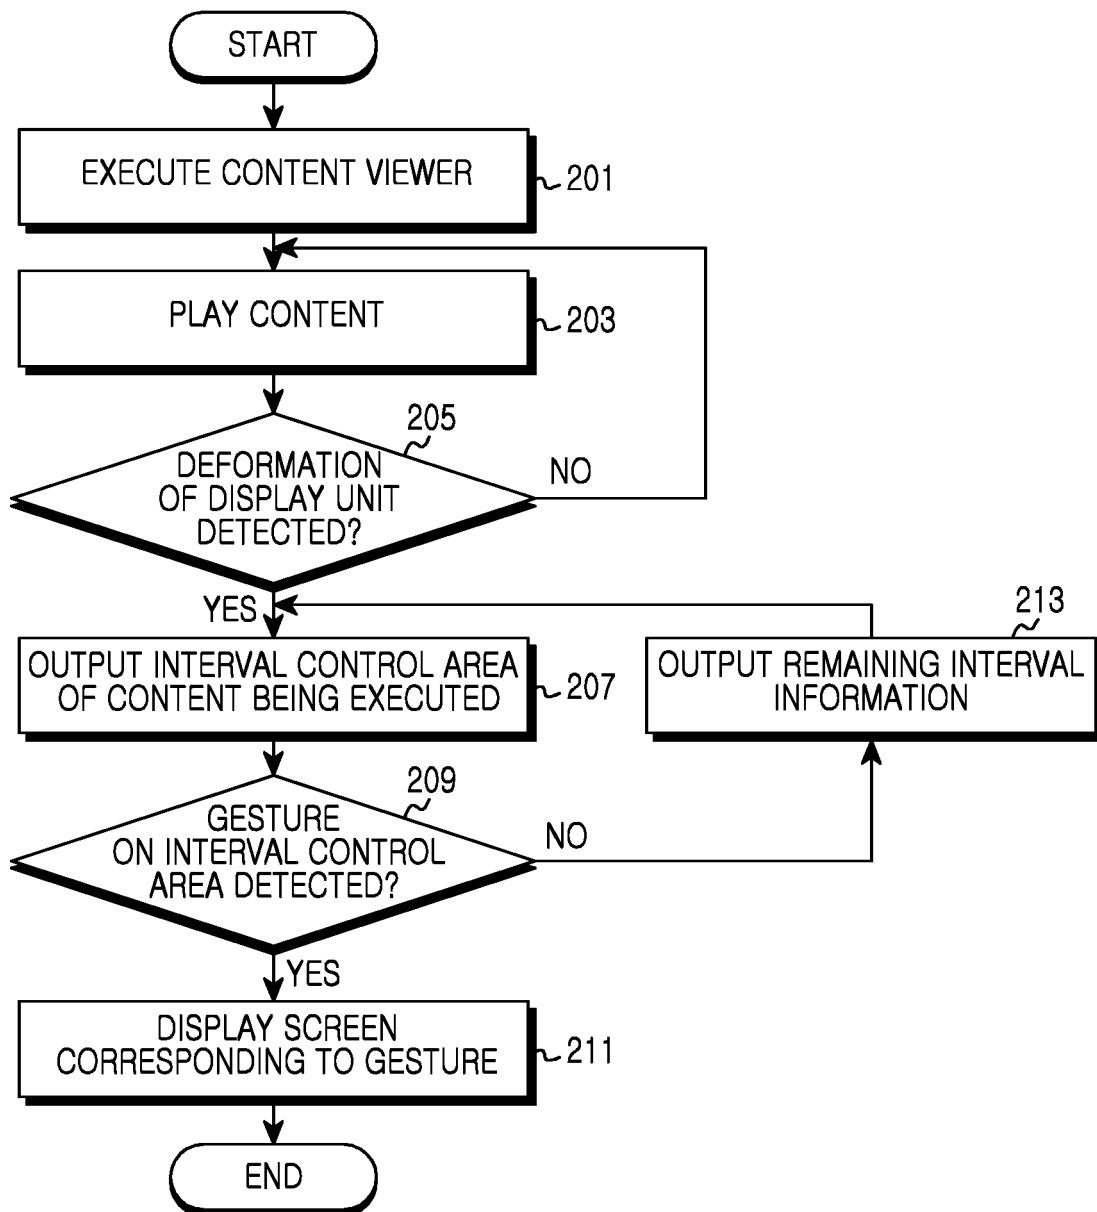 START
EXECUTE CONTENT VIEWER
201
PLAY CONTENT
203
205
DEFORMATION
OF DISPLAY UNIT
DETECTED?
NO
YES
213
OUTPUT INTERVAL CONTROL AREA
OF CONTENT BEING EXECUTED
207
OUTPUT REMAINING INTERVAL
INFORMATION
209
GESTURE
ON INTERVAL CONTROL
AREA DETECTED?
NO
YES
DISPLAY SCREEN
CORRESPONDING TO GESTURE
211
END